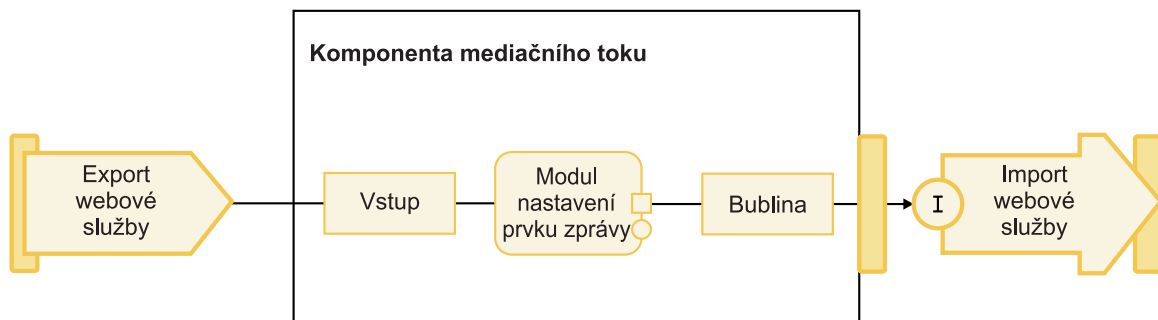 Komponenta mediačního toku
Export
webové
služby
Vstup
Modul
nastavení
prvku zprávy
Bublina
I
Import
webové
služby